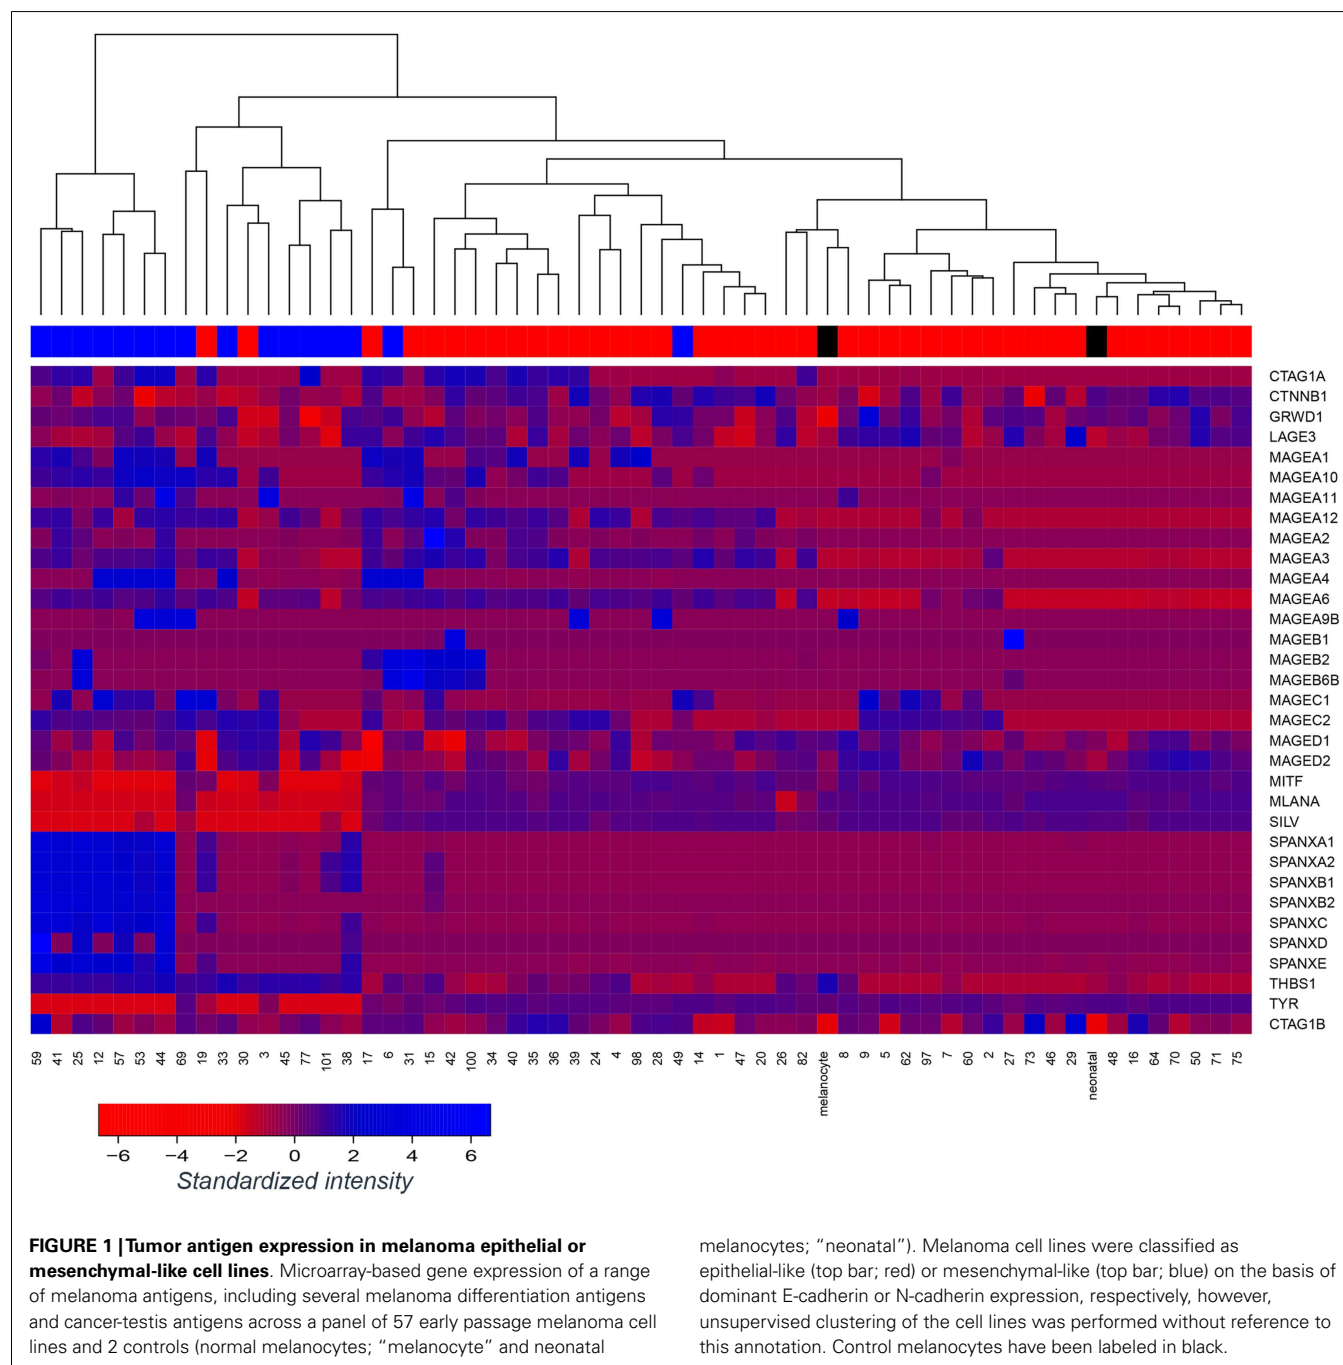 CTAG1A
CTNNB1
GRWD1
LAGE3
MAGEA1
MAGEA10
MAGEA11
MAGEA12
MAGEA2
MAGEA3
MAGEA4
MAGEA6
MAGEA9B
MAGEB1
MAGEB2
MAGEB6B
MAGEC1
MAGEC2
MAGED1
MAGED2
MITF
MLANA
SILV
SPANXA1
SPANXA2
SPANXB1
SPANXB2
SPANXC
SPANXD
SPANXE
THBS1
TYR
CTAG1B
59 41 25 12 57 53 44 69 19 33 30 3 45 77 101 38 17 6 31 15 42 100 34 40 35 36 39 24 4 98 28 49 14 1 47 20 26 82 melanocyte 8 9 5 62 97 7 60 2 27 73 46 29 neonatal 48 16 64 70 50 71 75
−6 −4 −2 0 2 4 6
Standardized intensity
FIGURE 1 | Tumor antigen expression in melanoma epithelial or
mesenchymal-like cell lines. Microarray-based gene expression of a range
of melanoma antigens, including several melanoma differentiation antigens
and cancer-testis antigens across a panel of 57 early passage melanoma cell
lines and 2 controls (normal melanocytes; “melanocyte” and neonatal
melanocytes; “neonatal”). Melanoma cell lines were classified as
epithelial-like (top bar; red) or mesenchymal-like (top bar; blue) on the basis of
dominant E-cadherin or N-cadherin expression, respectively, however,
unsupervised clustering of the cell lines was performed without reference to
this annotation. Control melanocytes have been labeled in black.